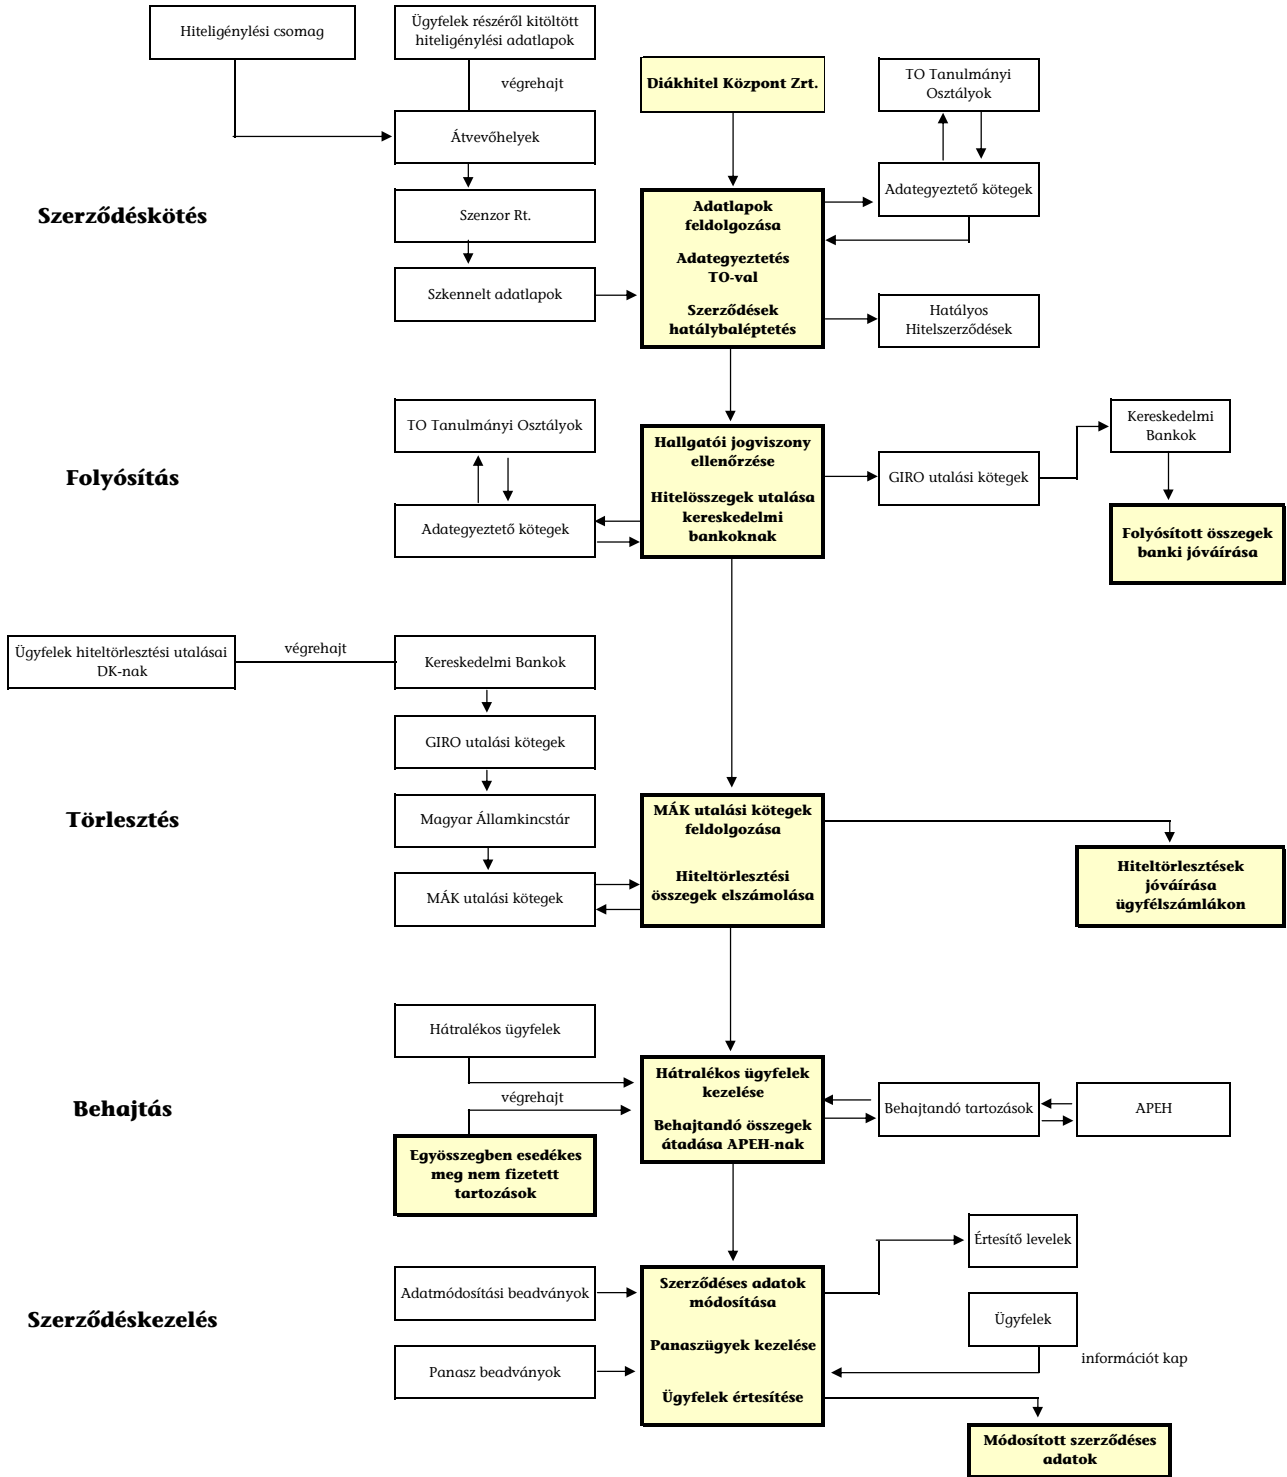 Hiteligénylési csomag
Ügyfelek részéről kitöltött
hiteligénylési adatlapok
végrehajt
Diákhitel Központ Zrt.
TO Tanulmányi
Osztályok
Átvevőhelyek
Adategyeztető kötegek
Szerződéskötés
Szenzor Rt.
Adatlapok
feldolgozása
Adategyeztetés
TO-val
Szerződések
hatálybaléptetés
Szkennelt adatlapok
Hatályos
Hitelszerződések
TO Tanulmányi Osztályok
Kereskedelmi
Bankok
Folyósítás
Hallgatói jogviszony
ellenőrzése
Hitelösszegek utalása
kereskedelmi
bankoknak
GIRO utalási kötegek
Adategyeztető kötegek
Folyósított összegek
banki jóváírása
Ügyfelek hiteltörlesztési utalásai
DK-nak
végrehajt
Kereskedelmi Bankok
GIRO utalási kötegek
Törlesztés
Magyar Államkincstár
MÁK utalási kötegek
feldolgozása
Hiteltörlesztési
összegek elszámolása
MÁK utalási kötegek
Hiteltörlesztések
jóváírása
ügyfélszámlákon
Hátralékos ügyfelek
Behajtás
végrehajt
Hátralékos ügyfelek
kezelése
Behajtandó összegek
átadása APEH-nak
Behajtandó tartozások
APEH
Egyösszegben esedékes
meg nem fizetett
tartozások
Értesítő levelek
Szerződéskezelés
Adatmódosítási beadványok
Szerződéses adatok
módosítása
Panaszügyek kezelése
Ügyfelek értesítése
Ügyfelek
információt kap
Panasz beadványok
Módosított szerződéses
adatok